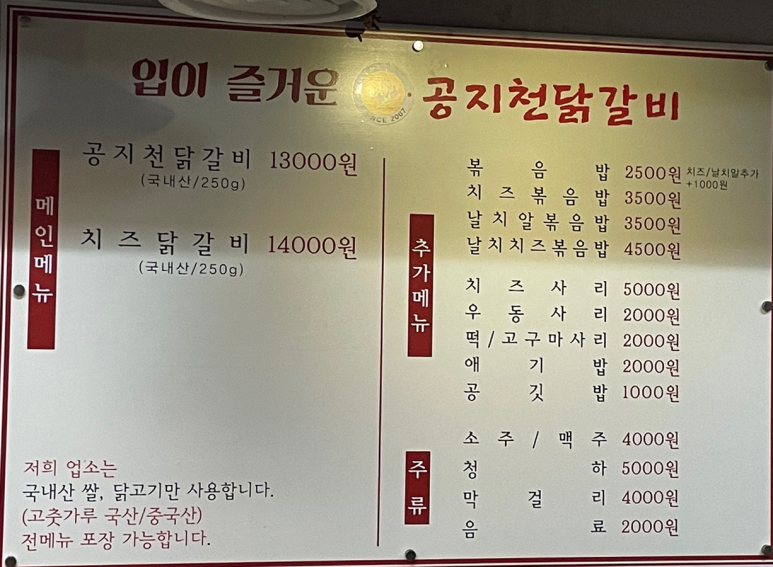 입이 즐거운 공지천닭갈비
SINCE 2007
메인메뉴
공지천닭갈비 13000원
(국내산/250g)
치즈닭갈비 14000원
(국내산/250g)
추가메뉴
볶음밥 2500원 치즈/날치알추가
+1000원
치즈볶음밥 3500원
날치알볶음밥 3500원
날치치즈볶음밥 4500원
치즈사리 5000원
우동사리 2000원
떡/고구마사리 2000원
애기밥 2000원
공깃밥 1000원
주류
소주/맥주 4000원
청하 5000원
막걸리 4000원
음료 2000원
저희 업소는
국내산 쌀, 닭고기만 사용합니다.
(고춧가루 국산/중국산)
전메뉴 포장 가능합니다.